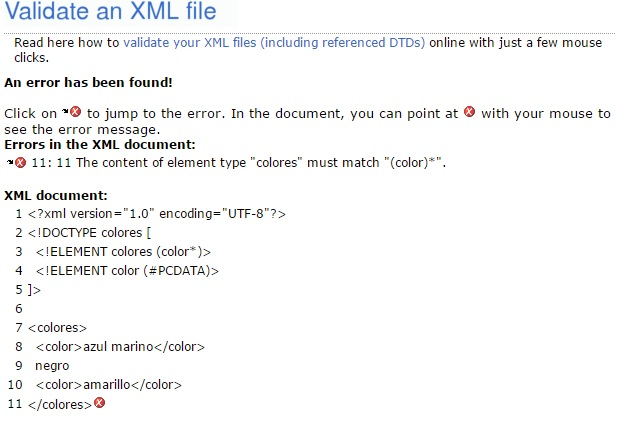 Validate an XML file
Read here how to validate your XML files (including referenced DTDs) online with just a few mouse
clicks.
An error has been found!
Click on to jump to the error. In the document, you can point at with your mouse to
see the error message.
Errors in the XML document:
11: 11 The content of element type "colores" must match "(color)*".
XML document:
1 <?xml version="1.0" encoding="UTF-8"?>
2 <!DOCTYPE colores [
3 <!ELEMENT colores (color*)>
4 <!ELEMENT color (#PCDATA)>
5 ]>
6
7 <colores>
8 <color>azul marino</color>
9 negro
10 <color>amarillo</color>
11 </colores>